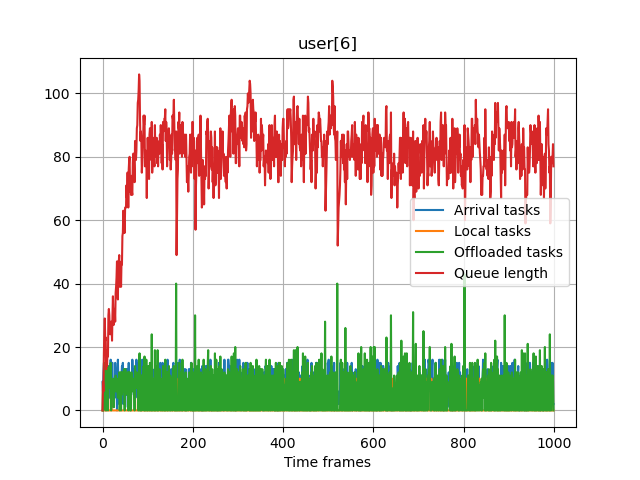 user[6]
100
80
60
40
20
0
Arrival tasks
Local tasks
Offloaded tasks
Queue length
0 200 400 600 800 1000
Time frames